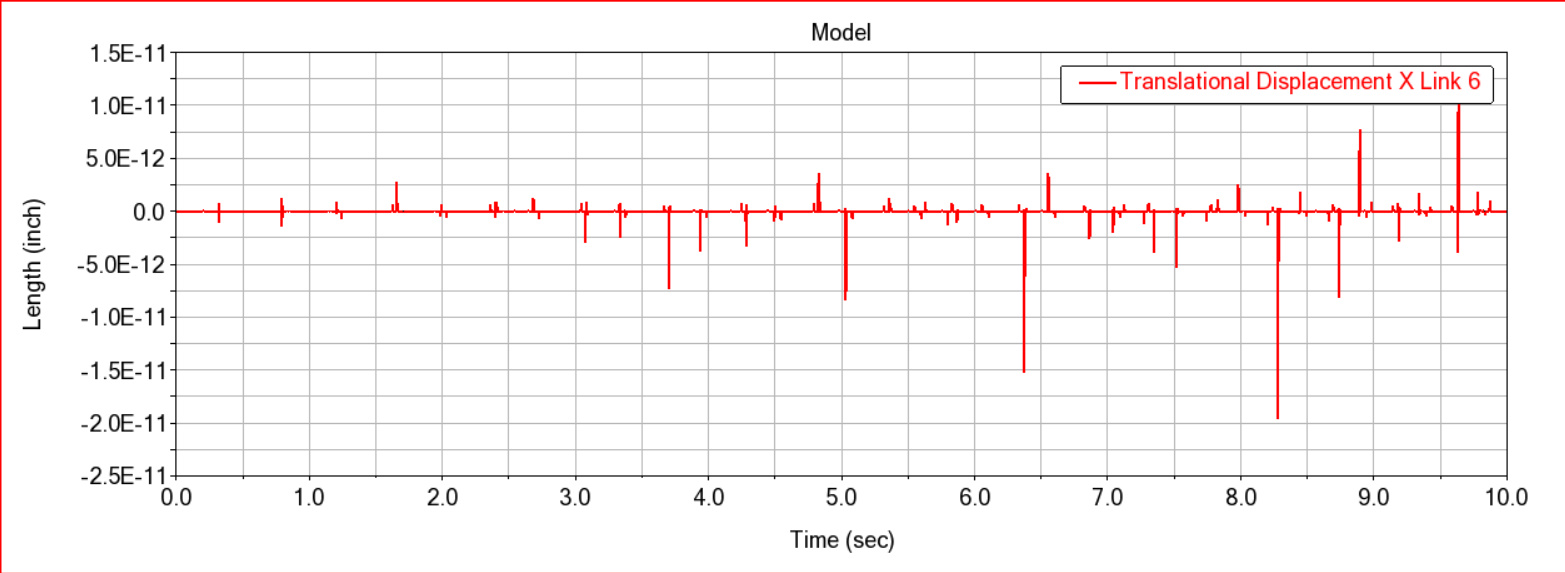 Model
Translational Displacement X Link 6
Length (inch)
1.5E-11
1.0E-11
5.0E-12
0.0
-5.0E-12
-1.0E-11
-1.5E-11
-2.0E-11
-2.5E-11
0.0 1.0 2.0 3.0 4.0 5.0 6.0 7.0 8.0 9.0 10.0
Time (sec)